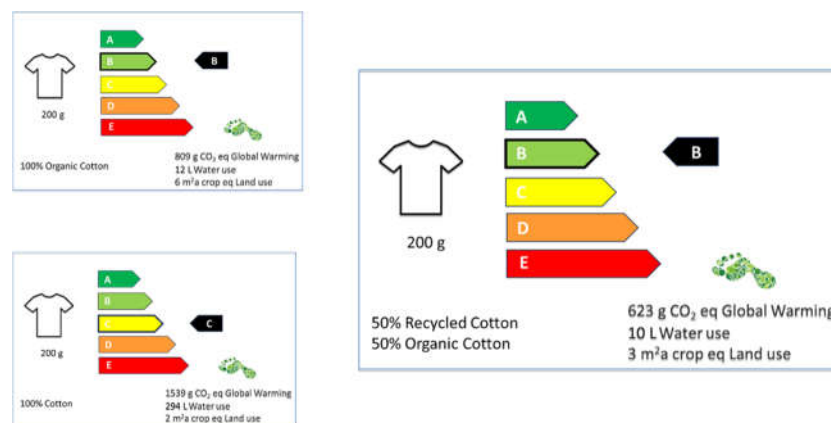 A
B
B
C
D
E
200 g
100% Organic Cotton
809 g CO₂ eq Global Warming
12 L Water use
6 m²a crop eq Land use
A
B
C
C
D
E
200 g
100% Cotton
1539 g CO₂ eq Global Warming
294 L Water use
2 m²a crop eq Land use
A
B
B
C
D
E
200 g
50% Recycled Cotton
50% Organic Cotton
623 g CO₂ eq Global Warming
10 L Water use
3 m²a crop eq Land use